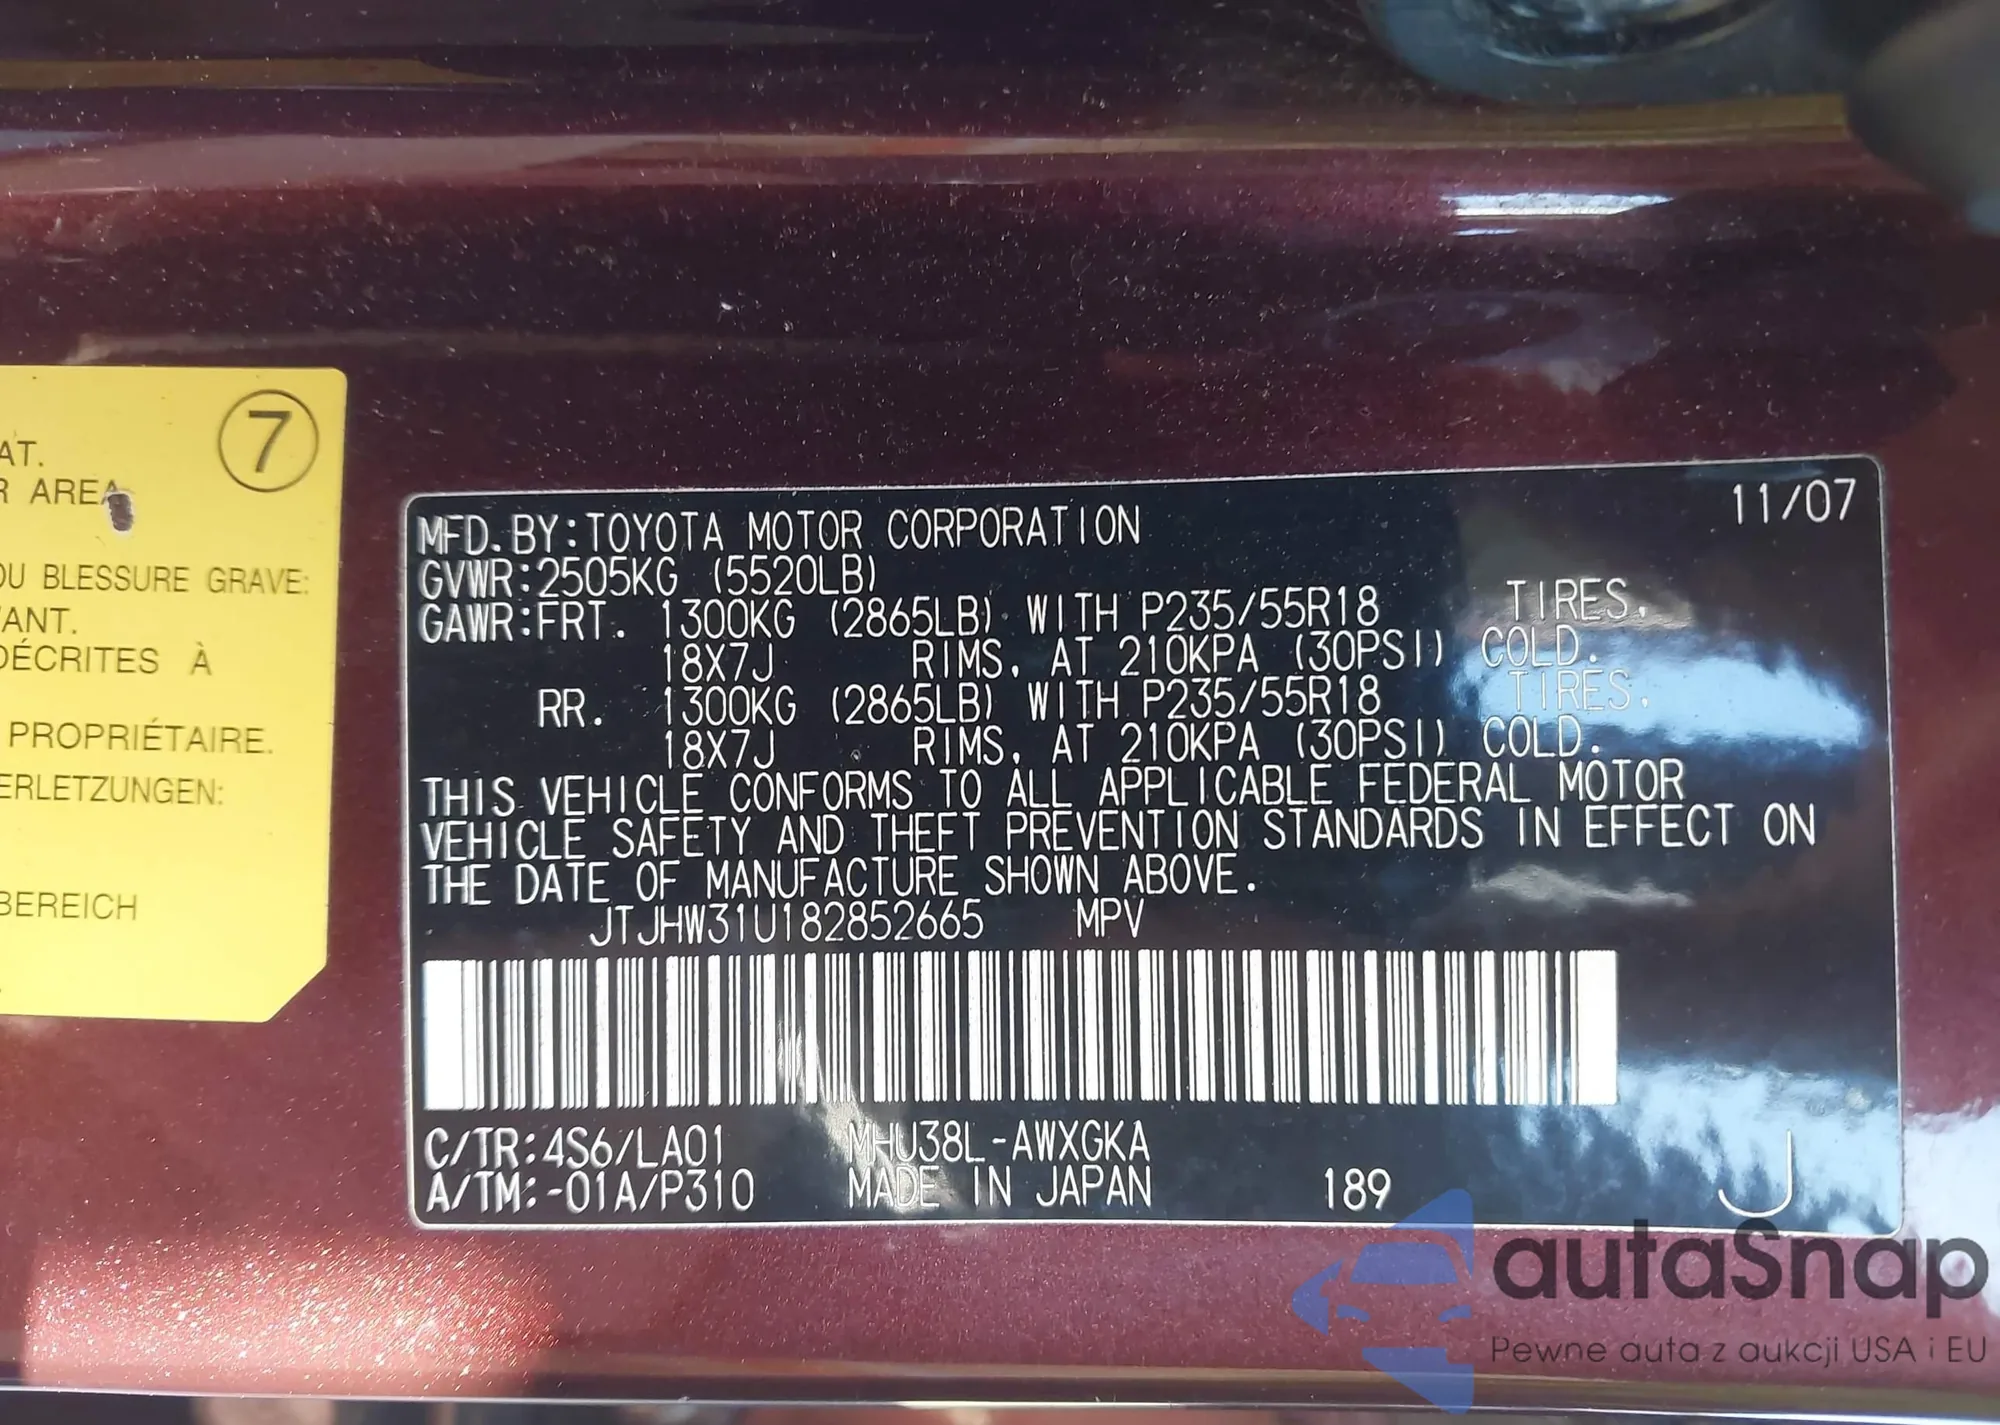 7
AT.
R AREA
OU BLESSURE GRAVE:
ANT.
DÉCRITES À
PROPRIÉTAIRE.
ERLETZUNGEN:
BEREICH
11/07
MFD.BY:TOYOTA MOTOR CORPORATION
GVWR:2505KG (5520LB)
GAWR:FRT. 1300KG (2865LB) WITH P235/55R18 TIRES,
18X7J RIMS, AT 210KPA (30PSI) COLD.
RR. 1300KG (2865LB) WITH P235/55R18 TIRES,
18X7J RIMS, AT 210KPA (30PSI) COLD.
THIS VEHICLE CONFORMS TO ALL APPLICABLE FEDERAL MOTOR
VEHICLE SAFETY AND THEFT PREVENTION STANDARDS IN EFFECT ON
THE DATE OF MANUFACTURE SHOWN ABOVE.
JTJHW31U182852665 MPV
C/TR:4S6/LA01 MHU38L-AWXGKA
A/TM:-01A/P310 MADE IN JAPAN 189 J
autaSnap
Pewne auta z aukcji USA i EU